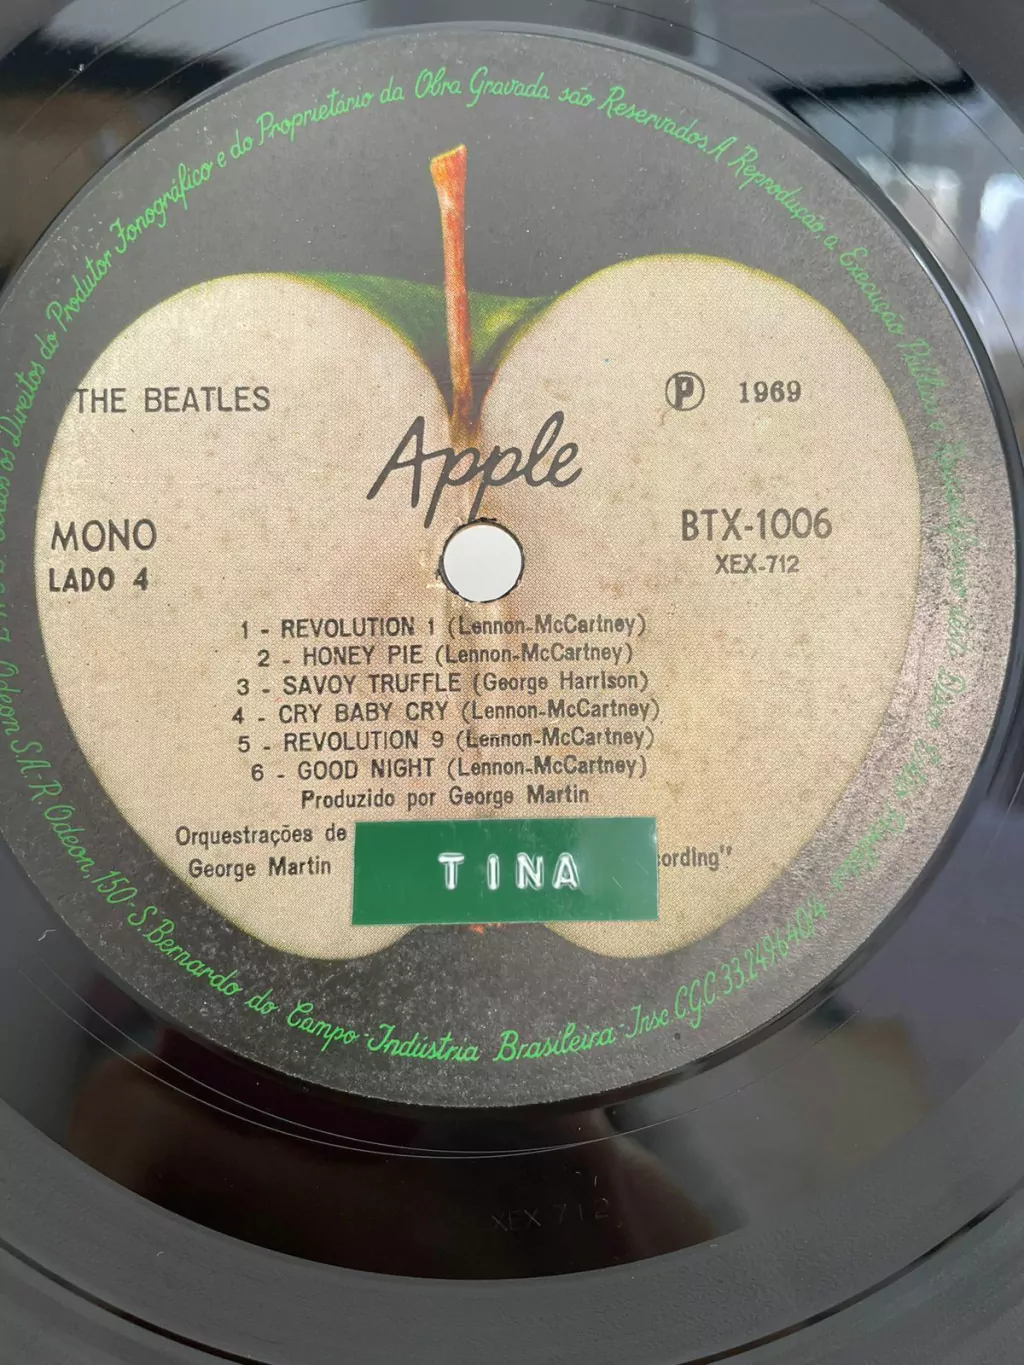 Todos os Direitos do Produtor Fonográfico e do Proprietário da Obra Gravada são Reservados. A Reprodução a Execução Pública e
THE BEATLES
Ⓟ 1969
Apple
MONO
BTX-1006
LADO 4
XEX-712
1 - REVOLUTION 1 (Lennon-McCartney)
2 - HONEY PIE (Lennon-McCartney)
3 - SAVOY TRUFFLE (George Harrison)
4 - CRY BABY CRY (Lennon-McCartney)
5 - REVOLUTION 9 (Lennon-McCartney)
6 - GOOD NIGHT (Lennon-McCartney)
Produzido por George Martin
Orquestrações de
George Martin
cording"
TINA
Odeon, 150-S. Bernardo do Campo-Indústria Brasileira-Insc C.G.C. 33.249.640/4
XEX 712